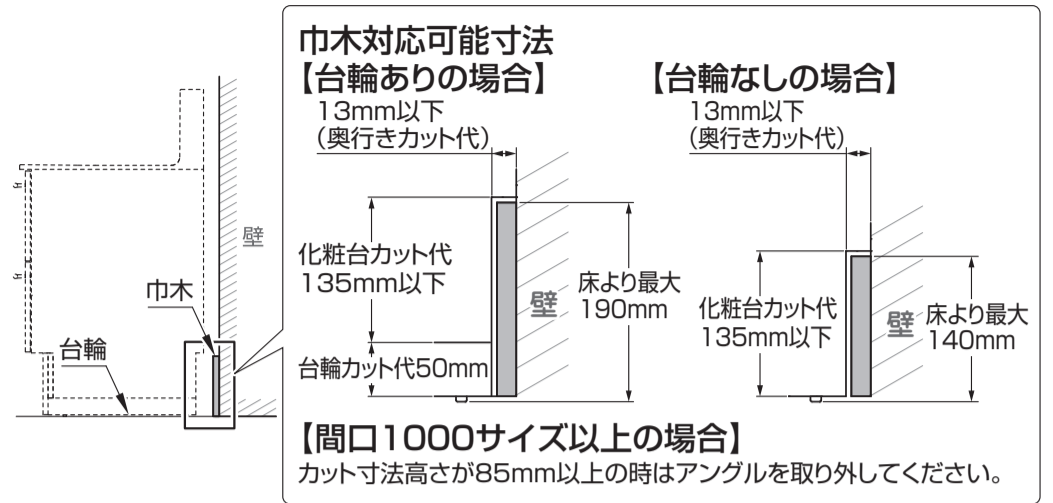 巾木対応可能寸法
【台輪ありの場合】
13mm以下
(奥行きカット代)
化粧台カット代
135mm以下
台輪カット代50mm
壁
床より最大
190mm
【台輪なしの場合】
13mm以下
(奥行きカット代)
化粧台カット代
135mm以下
壁
床より最大
140mm
壁
巾木
台輪
【間口1000サイズ以上の場合】
カット寸法高さが85mm以上の時はアングルを取り外してください。